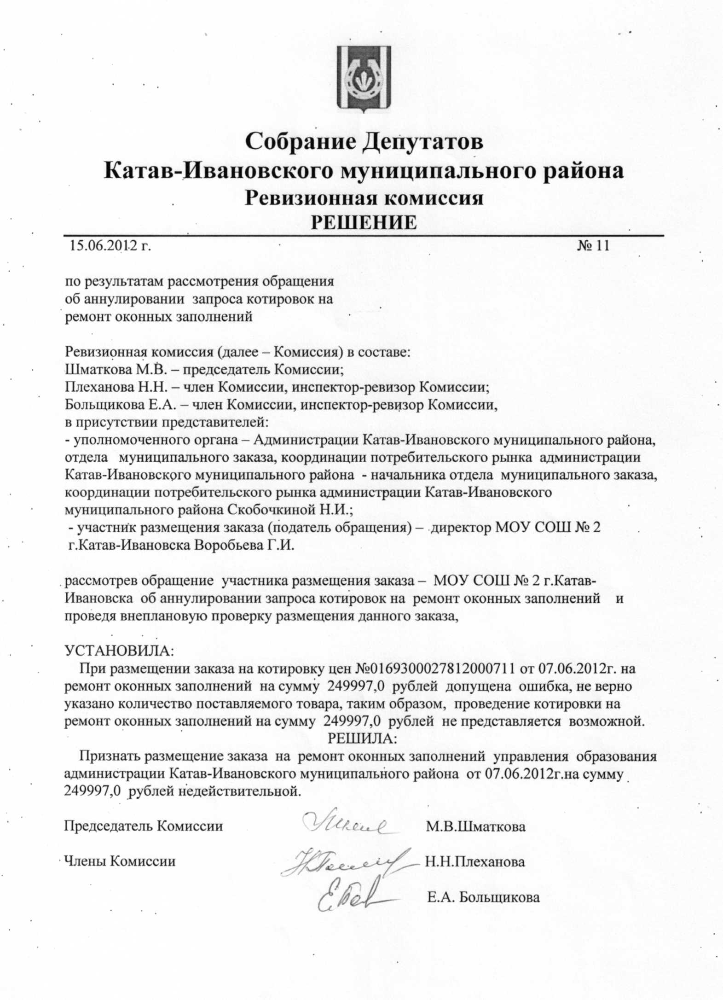 Собрание Депутатов
Катав-Ивановского муниципального района
Ревизионная комиссия
РЕШЕНИЕ
15.06.2012 г. № 11
по результатам рассмотрения обращения
об аннулировании запроса котировок на
ремонт оконных заполнений
Ревизионная комиссия (далее – Комиссия) в составе:
Шматкова М.В. – председатель Комиссии;
Плеханова Н.Н. – член Комиссии, инспектор-ревизор Комиссии;
Больщикова Е.А. – член Комиссии, инспектор-ревизор Комиссии,
в присутствии представителей:
- уполномоченного органа – Администрации Катав-Ивановского муниципального района,
отдела муниципального заказа, координации потребительского рынка администрации
Катав-Ивановского муниципального района - начальника отдела муниципального заказа,
координации потребительского рынка администрации Катав-Ивановского
муниципального района Скобочкиной Н.И.;
- участник размещения заказа (податель обращения) – директор МОУ СОШ № 2
г.Катав-Ивановска Воробьева Г.И.
рассмотрев обращение участника размещения заказа – МОУ СОШ № 2 г.Катав-
Ивановска об аннулировании запроса котировок на ремонт оконных заполнений и
проведя внеплановую проверку размещения данного заказа,
УСТАНОВИЛА:
При размещении заказа на котировку цен №0169300027812000711 от 07.06.2012г. на
ремонт оконных заполнений на сумму 249997,0 рублей допущена ошибка, не верно
указано количество поставляемого товара, таким образом, проведение котировки на
ремонт оконных заполнений на сумму 249997,0 рублей не представляется возможной.
РЕШИЛА:
Признать размещение заказа на ремонт оконных заполнений управления образования
администрации Катав-Ивановского муниципального района от 07.06.2012г.на сумму
249997,0 рублей недействительной.
Председатель Комиссии М.В.Шматкова
Члены Комиссии Н.Н.Плеханова
Е.А. Больщикова